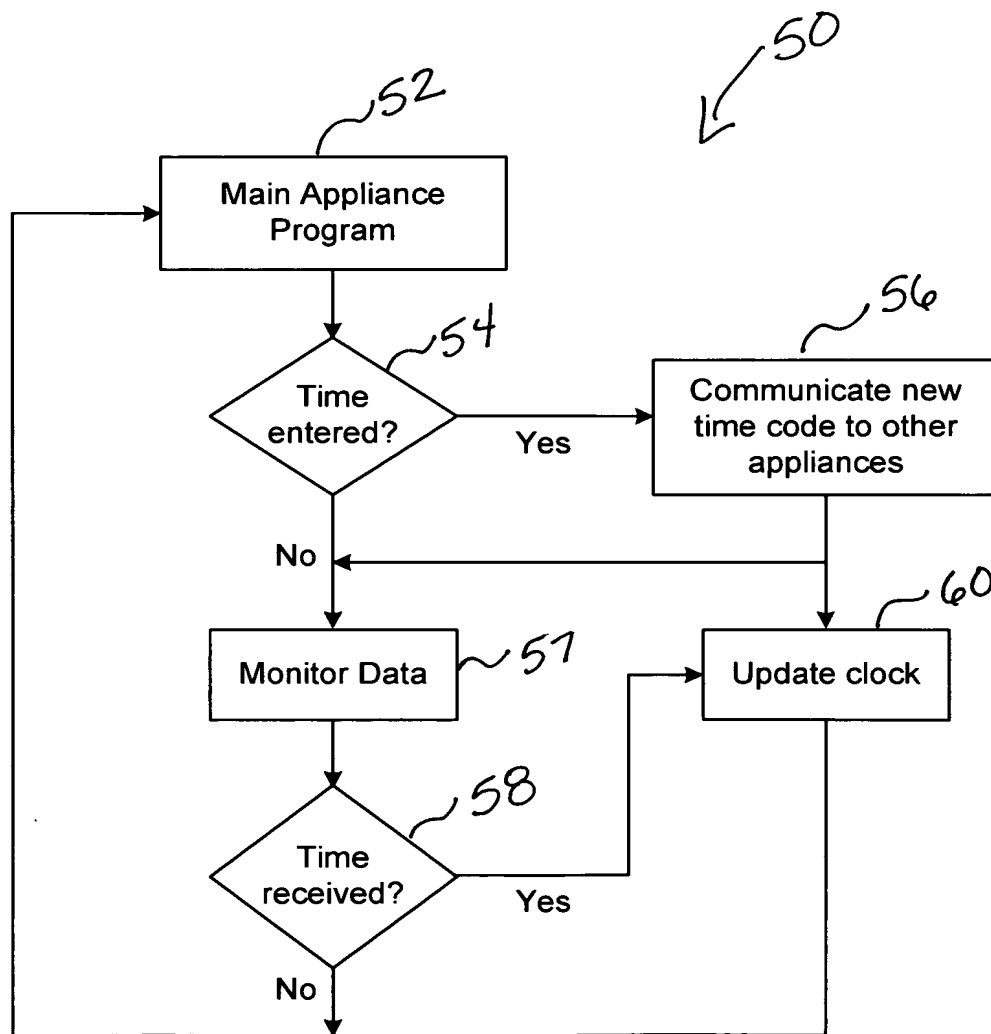 50
52
Main Appliance
Program
54
Time
entered?
Yes
56
Communicate new
time code to other
appliances
No
57
Monitor Data
60
Update clock
58
Time
received?
Yes
No